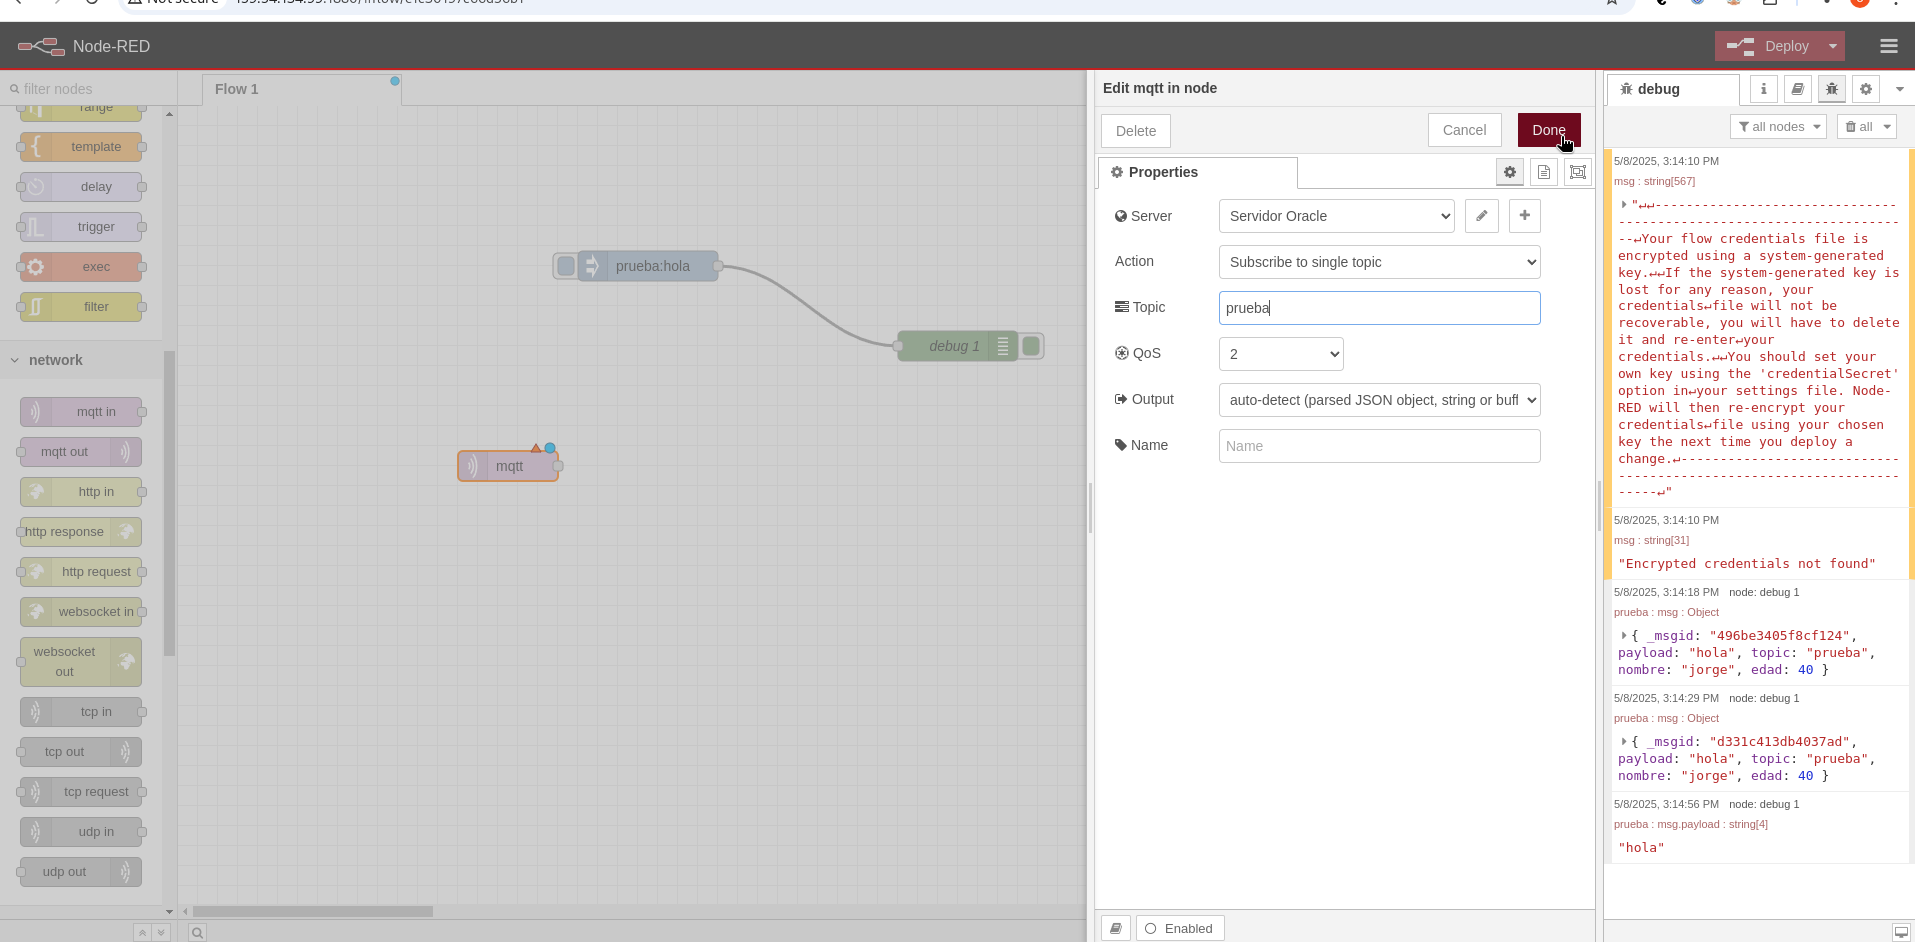 Not secure
Node-RED
Deploy
filter nodes
range
template
delay
trigger
exec
filter
network
mqtt in
mqtt out
http in
http response
http request
websocket in
websocket
out
tcp in
tcp out
tcp request
udp in
udp out
Flow 1
prueba:hola
debug 1
mqtt
Edit mqtt in node
Delete
Cancel
Done
Properties
Server
Servidor Oracle
Action
Subscribe to single topic
Topic
prueba
QoS
2
Output
auto-detect (parsed JSON object, string or buff
Name
Name
Enabled
debug
i
all nodes
all
5/8/2025, 3:14:10 PM
msg : string[567]
"↵↵-------------------------------
------------------------------------
--↵Your flow credentials file is
encrypted using a system-generated
key.↵↵If the system-generated key is
lost for any reason, your
credentials↵file will not be
recoverable, you will have to delete
it and re-enter↵your
credentials.↵↵You should set your
own key using the 'credentialSecret'
option in↵your settings file. Node-
RED will then re-encrypt your
credentials↵file using your chosen
key the next time you deploy a
change.↵----------------------------
------------------------------------
-----↵"
5/8/2025, 3:14:10 PM
msg : string[31]
"Encrypted credentials not found"
5/8/2025, 3:14:18 PM node: debug 1
prueba : msg : Object
{ _msgid: "496be3405f8cf124",
payload: "hola", topic: "prueba",
nombre: "jorge", edad: 40 }
5/8/2025, 3:14:29 PM node: debug 1
prueba : msg : Object
{ _msgid: "d331c413db4037ad",
payload: "hola", topic: "prueba",
nombre: "jorge", edad: 40 }
5/8/2025, 3:14:56 PM node: debug 1
prueba : msg.payload : string[4]
"hola"